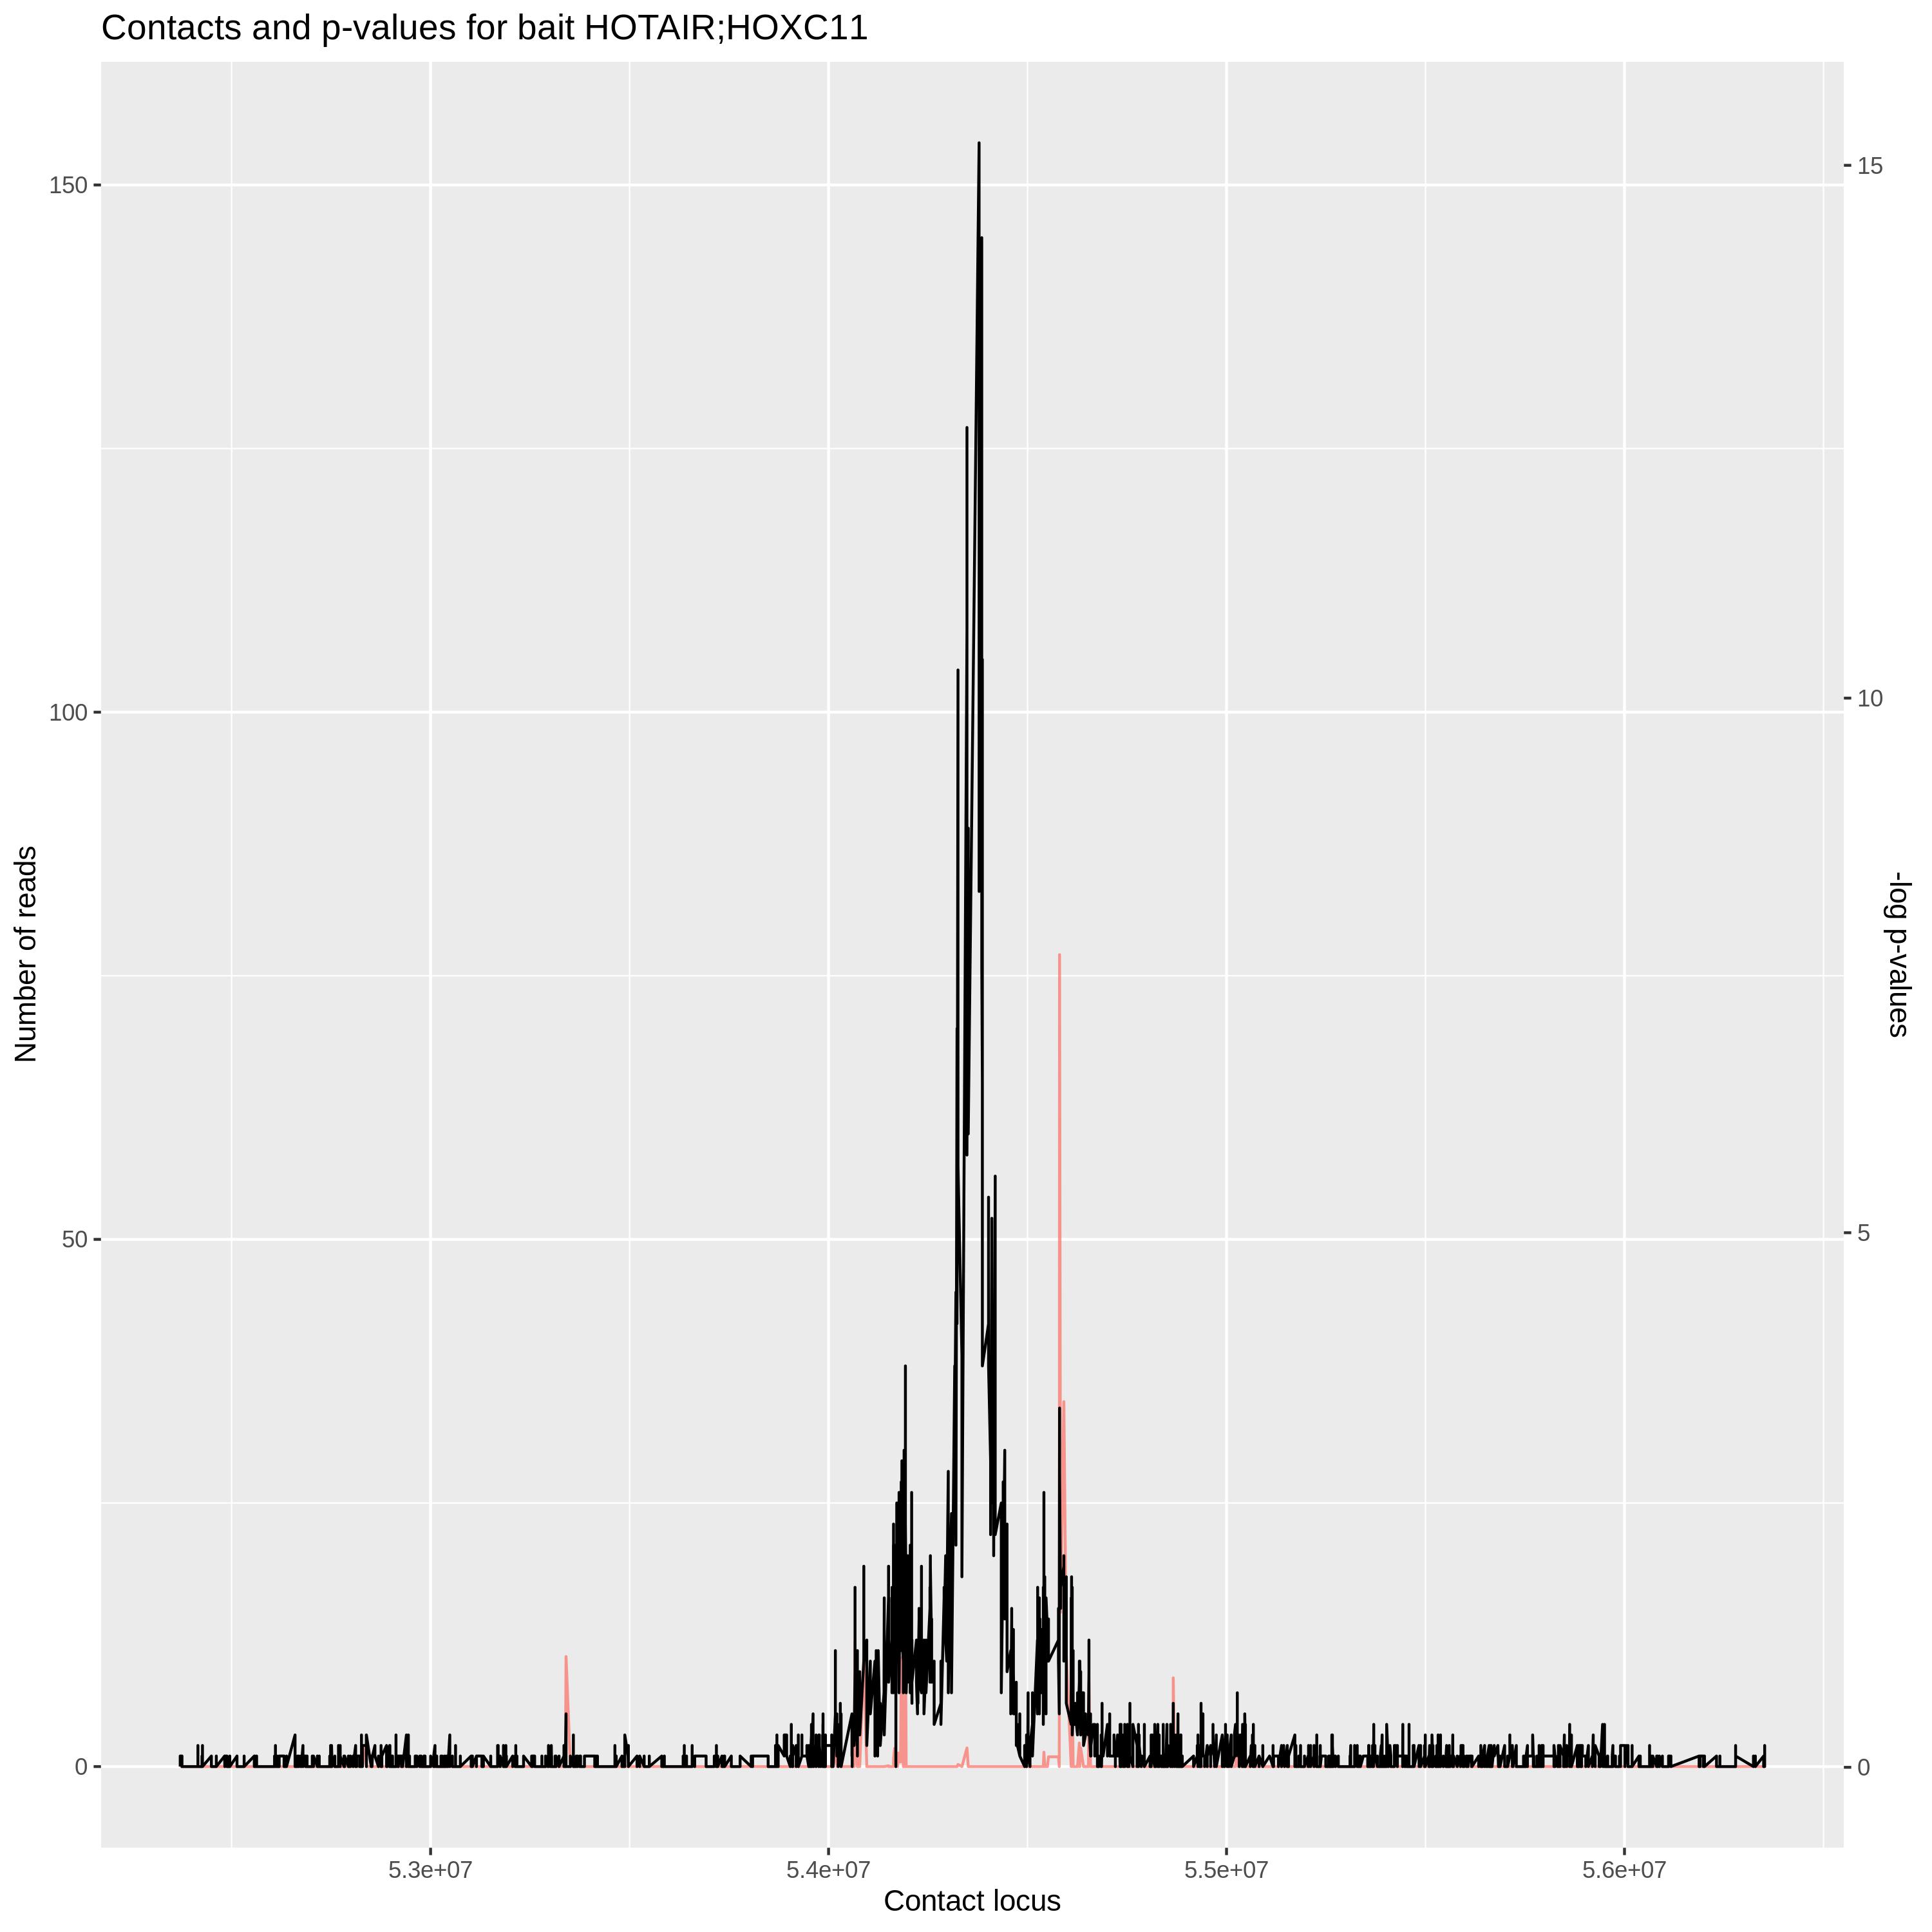 Contacts and p-values for bait HOTAIR;HOXC11
Number of reads
150
100
50
0
15
10
5
0
-log p-values
5.3e+07
5.4e+07
5.5e+07
5.6e+07
Contact locus